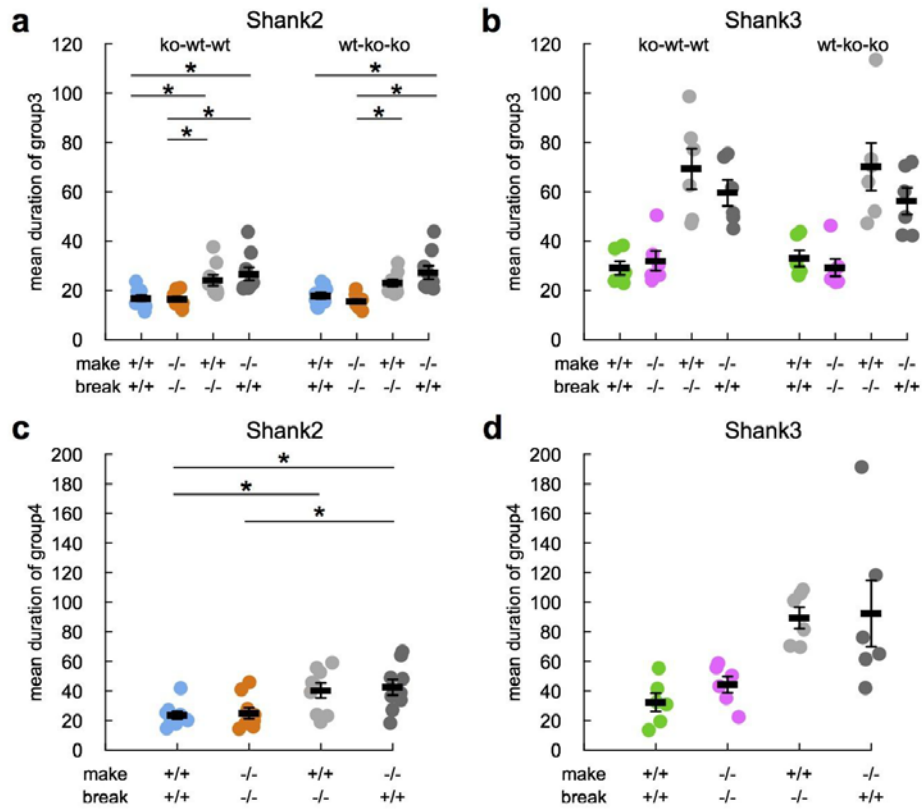 a
Shank2
ko-wt-wt
wt-ko-ko
mean duration of group3
120
100
80
60
40
20
0
*
*
*
*
*
*
*
make +/+ -/- +/+ -/- +/+ -/- +/+ -/-
break +/+ -/- -/- +/+ +/+ -/- -/- +/+
b
Shank3
ko-wt-wt
wt-ko-ko
mean duration of group3
120
100
80
60
40
20
0
make +/+ -/- +/+ -/- +/+ -/- +/+ -/-
break +/+ -/- -/- +/+ +/+ -/- -/- +/+
c
Shank2
mean duration of group4
200
180
160
140
120
100
80
60
40
20
0
*
*
*
make +/+ -/- +/+ -/-
break +/+ -/- -/- +/+
d
Shank3
mean duration of group4
200
180
160
140
120
100
80
60
40
20
0
make +/+ -/- +/+ -/-
break +/+ -/- -/- +/+